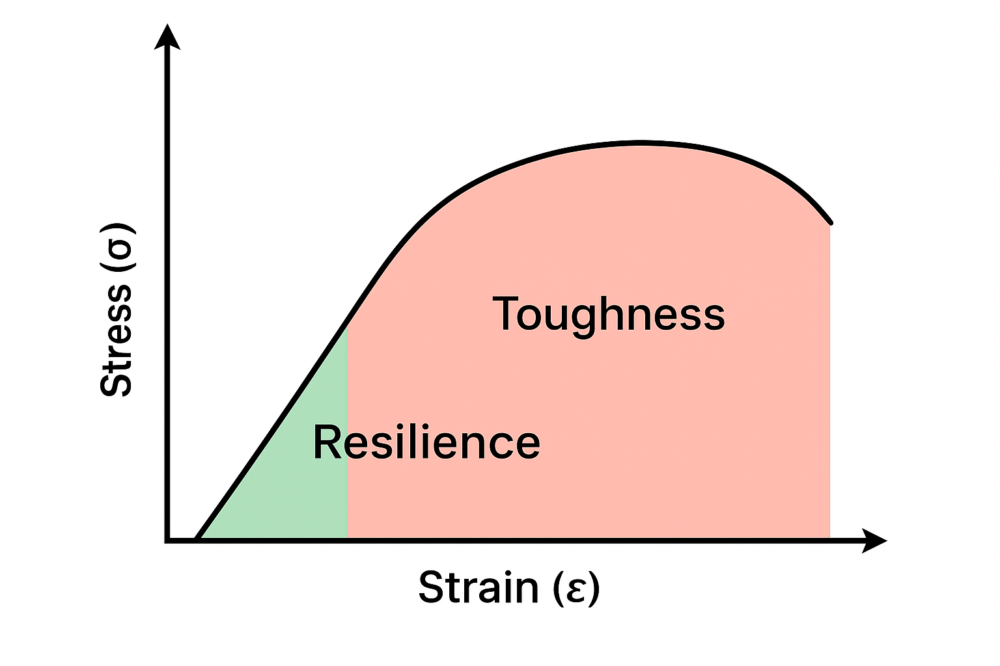 Stress (σ)
Toughness
Resilience
Strain (ε)